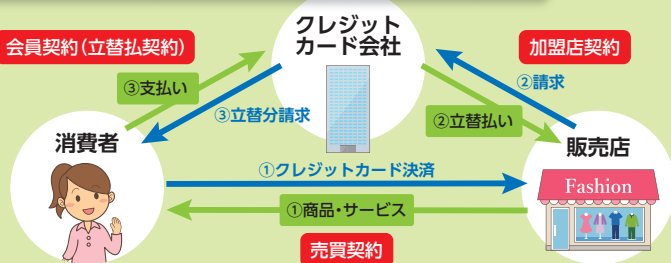 クレジット
カード会社
会員契約(立替払契約)
加盟店契約
③支払い
②請求
③立替分請求
②立替払い
消費者
販売店
①クレジットカード決済
Fashion
①商品・サービス
売買契約